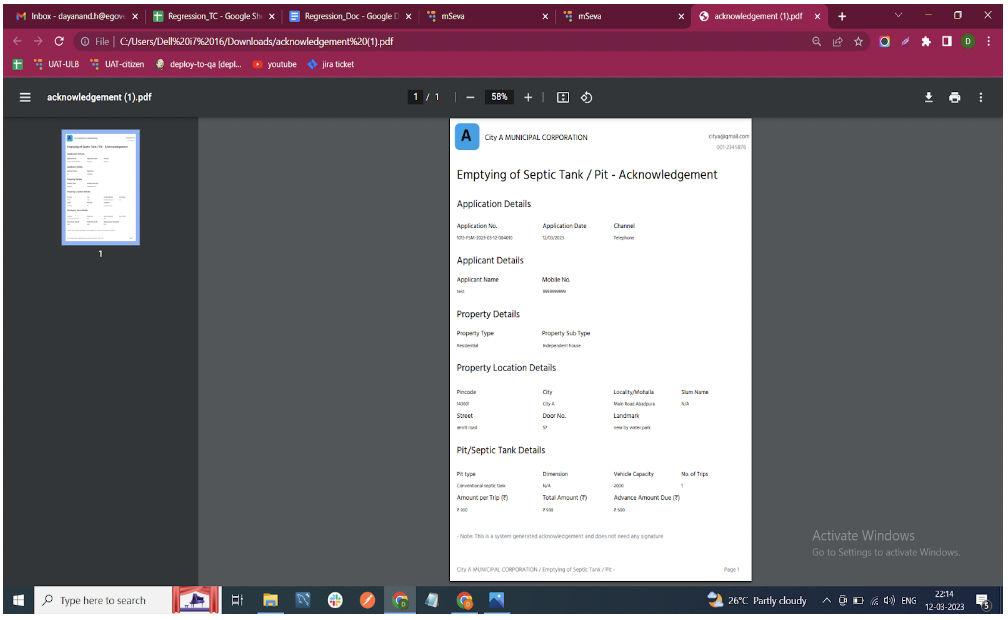 Inbox - dayanand.h@egov
Regression_TC - Google Sh
Regression_Doc - Google D
mSeva
mSeva
acknowledgement (1).pdf
File | C:/Users/Dell%20i7%2016/Downloads/acknowledgement%20(1).pdf
UAT-ULB
UAT-citizen
deploy-to-qa [depl...
youtube
jira ticket
acknowledgement (1).pdf
1 / 1
58%
1
A
City A MUNICIPAL CORPORATION
citya@gmail.com
001-2345876
Emptying of Septic Tank / Pit - Acknowledgement
Application Details
Application No. Application Date Channel
12/03/2023 Telephone
Applicant Details
Applicant Name Mobile No.
test 9999999999
Property Details
Property Type Property Sub Type
Residential Independent house
Property Location Details
Pincode City Locality/Mohalla Slum Name
143001 City A Main Road Abadpura N/A
Street Door No. Landmark
amrit road 57 near by water park
Pit/Septic Tank Details
Pit type Dimension Vehicle Capacity No. of Trips
Conventional septic tank N/A 2000 1
Amount per Trip (₹) Total Amount (₹) Advance Amount Due (₹)
₹ 900 ₹ 900 ₹ 500
- Note: This is a system generated acknowledgement and does not need any signature
City A MUNICIPAL CORPORATION / Emptying of Septic Tank / Pit -
Page 1
Activate Windows
Go to Settings to activate Windows.
Type here to search
26°C Partly cloudy
ENG
22:14
12-03-2023
5